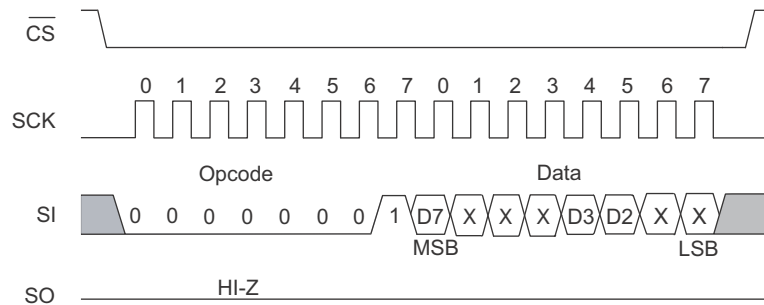 CS
0 1 2 3 4 5 6 7 0 1 2 3 4 5 6 7
SCK
Opcode Data
SI 0 0 0 0 0 0 0 1 D7 X X X D3 D2 X X
MSB LSB
HI-Z
SO